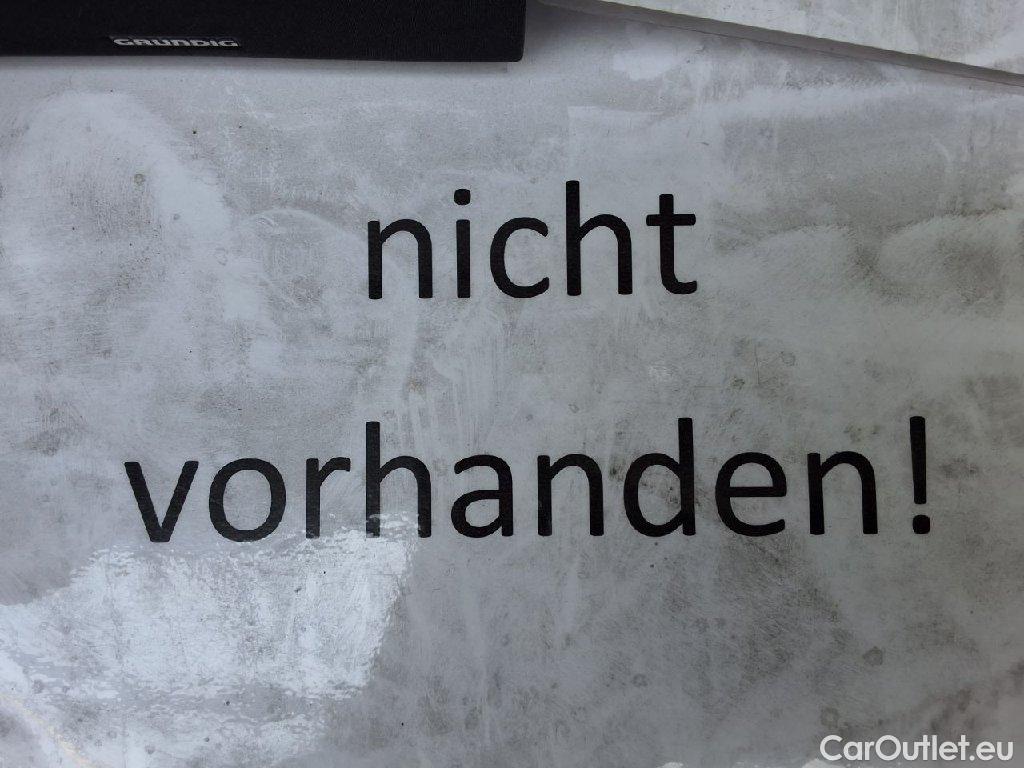 GRUNDIG
nicht
vorhanden!
CarOutlet.eu